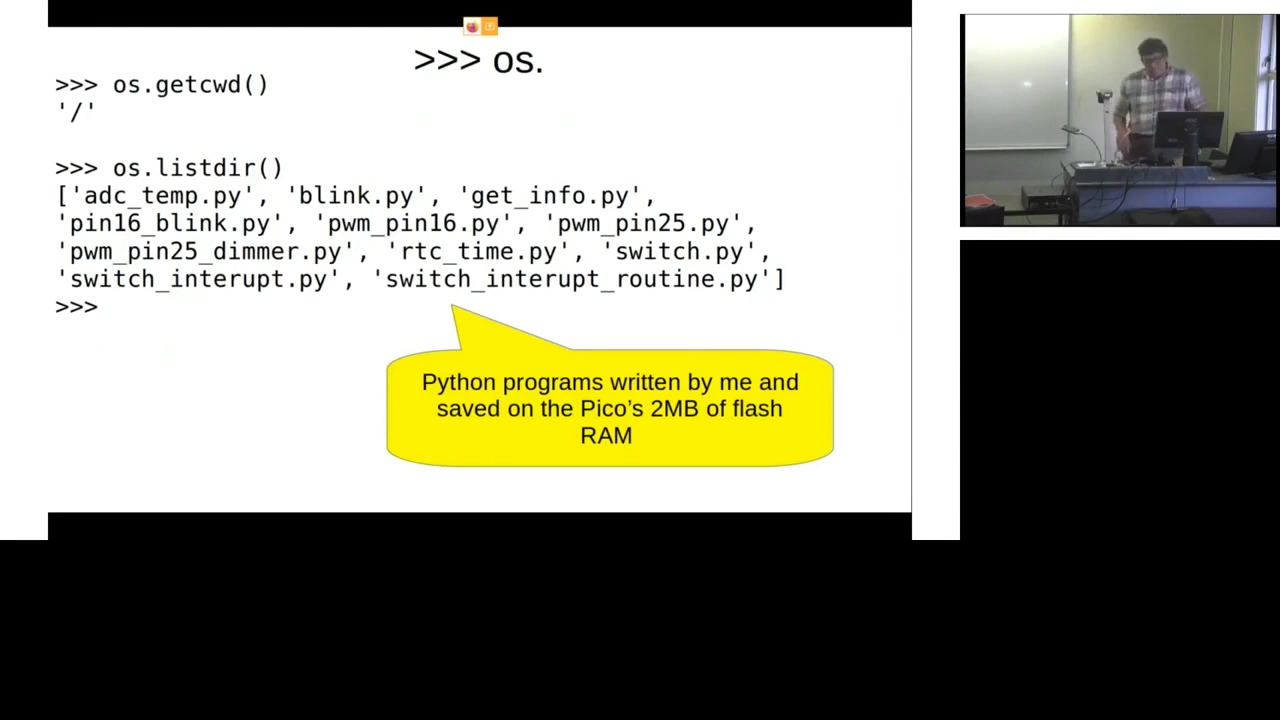 >>> os.
>>> os.getcwd()
'/'
>>> os.listdir()
['adc_temp.py', 'blink.py', 'get_info.py',
'pin16_blink.py', 'pwm_pin16.py', 'pwm_pin25.py',
'pwm_pin25_dimmer.py', 'rtc_time.py', 'switch.py',
'switch_interupt.py', 'switch_interupt_routine.py']
>>>
Python programs written by me and
saved on the Pico’s 2MB of flash
RAM